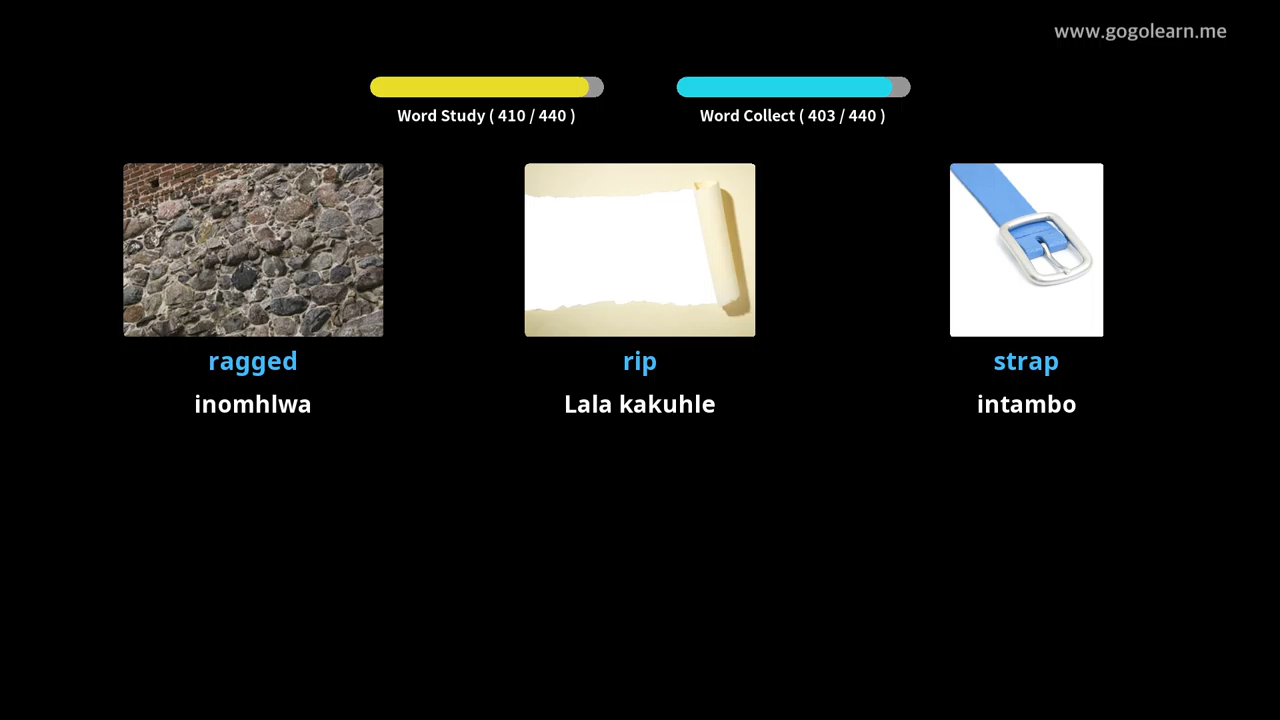 www.gogolearn.me
Word Study ( 410 / 440 )
Word Collect ( 403 / 440 )
ragged
rip
strap
inomhlwa
Lala kakuhle
intambo